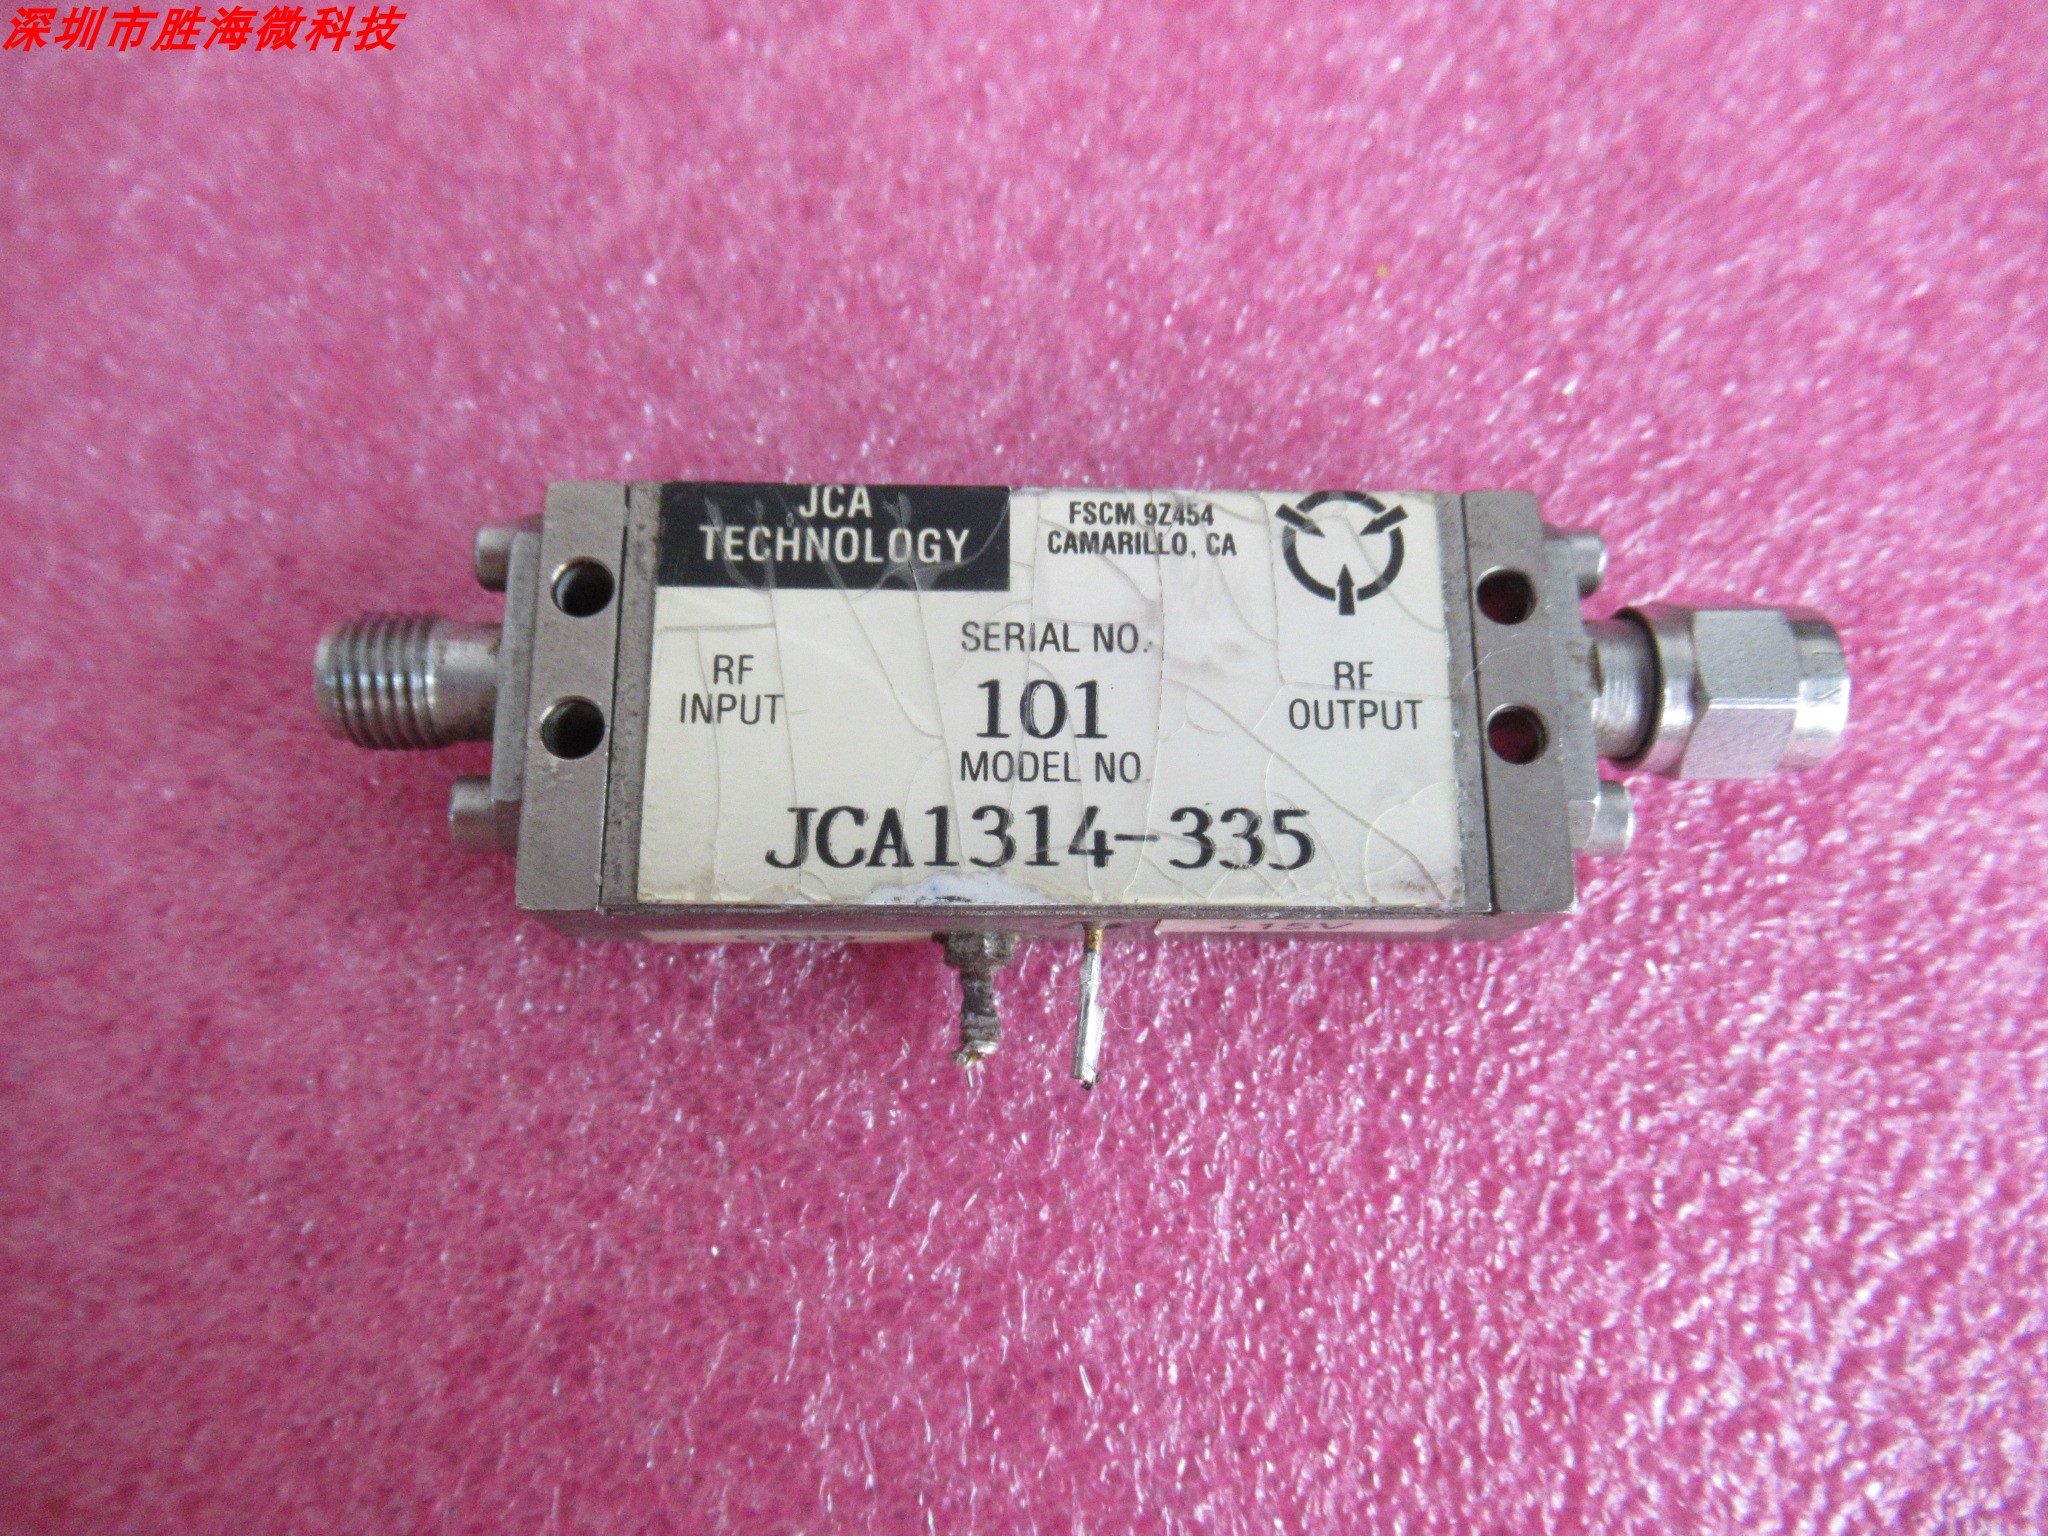 深圳市胜海微科技
JCA
TECHNOLOGY
FSCM 9Z454
CAMARILLO, CA
SERIAL NO.
101
RF
INPUT
RF
OUTPUT
MODEL NO.
JCA1314-335
+15V